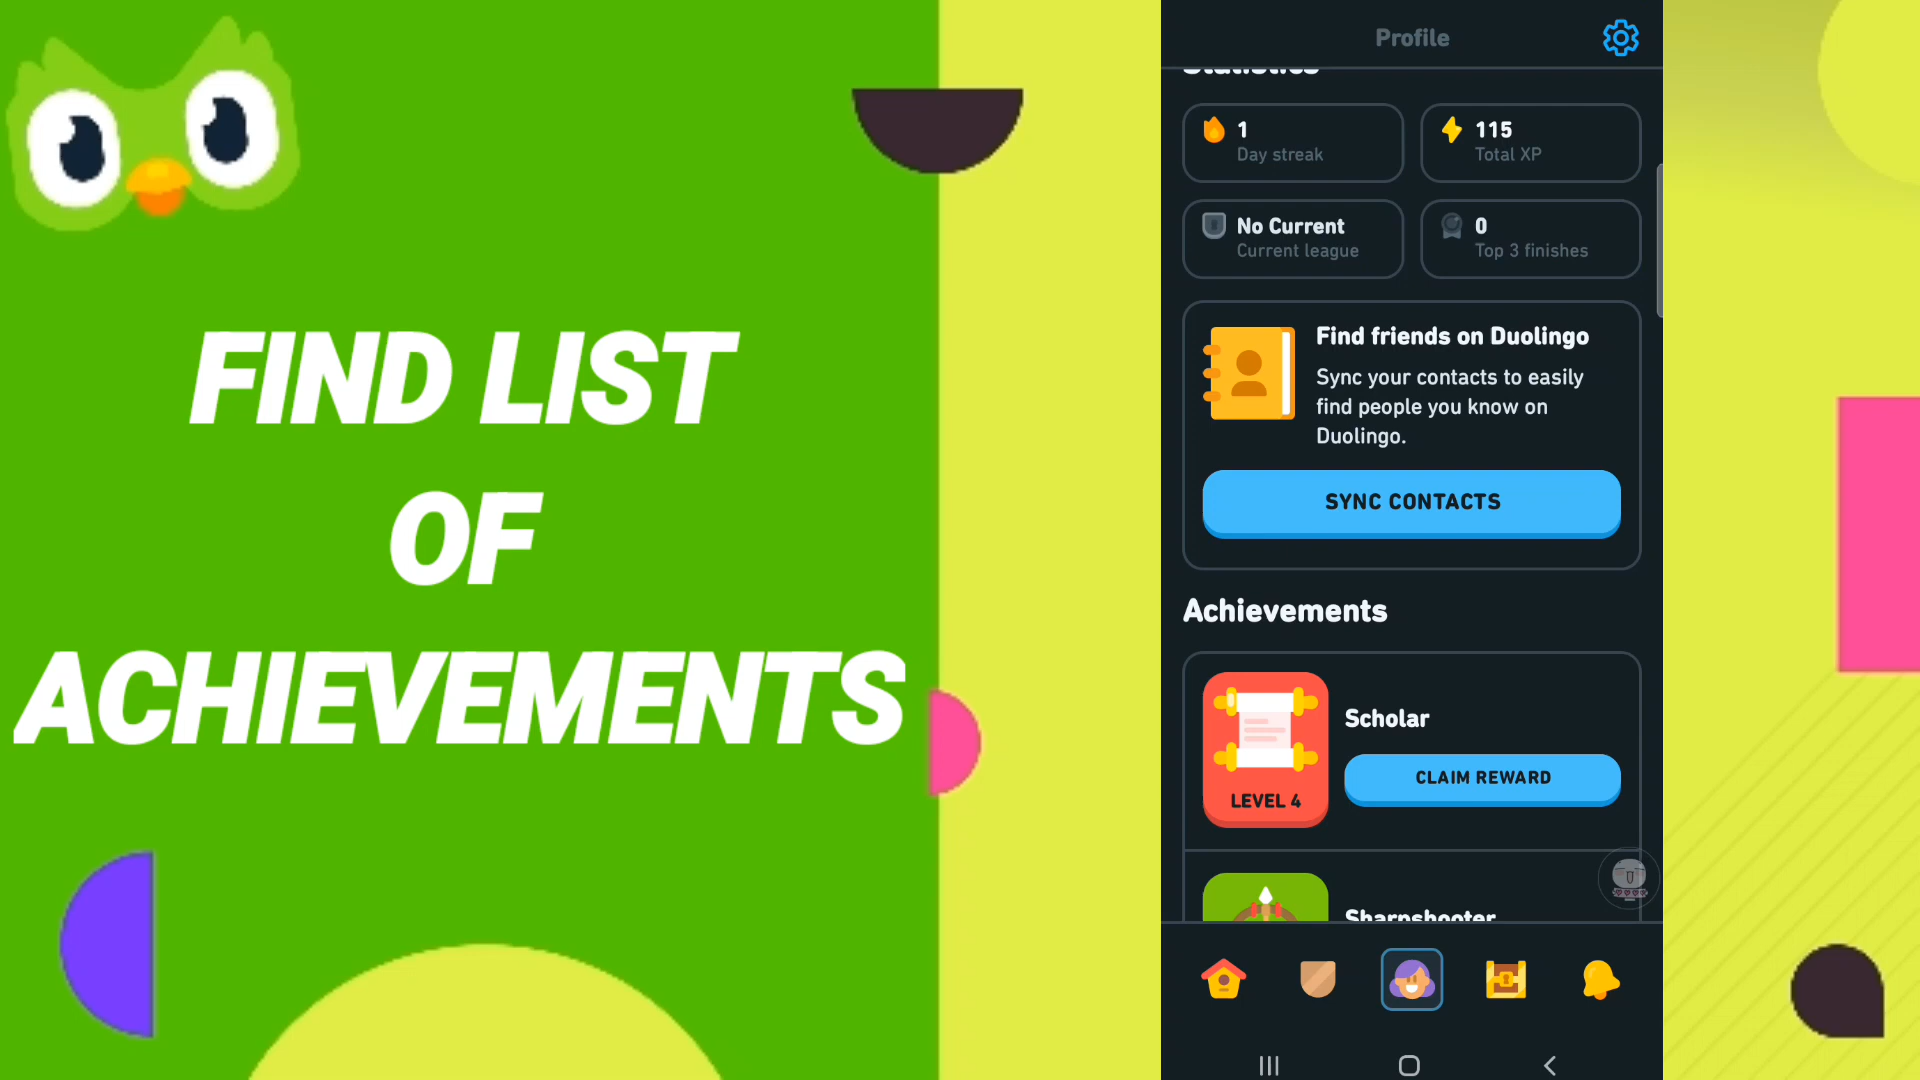 FIND LIST
OF
ACHIEVEMENTS
Profile
Statistics
1
Day streak
115
Total XP
No Current
Current league
0
Top 3 finishes
Find friends on Duolingo
Sync your contacts to easily
find people you know on
Duolingo.
SYNC CONTACTS
Achievements
Scholar
CLAIM REWARD
LEVEL 4
Sharpshooter